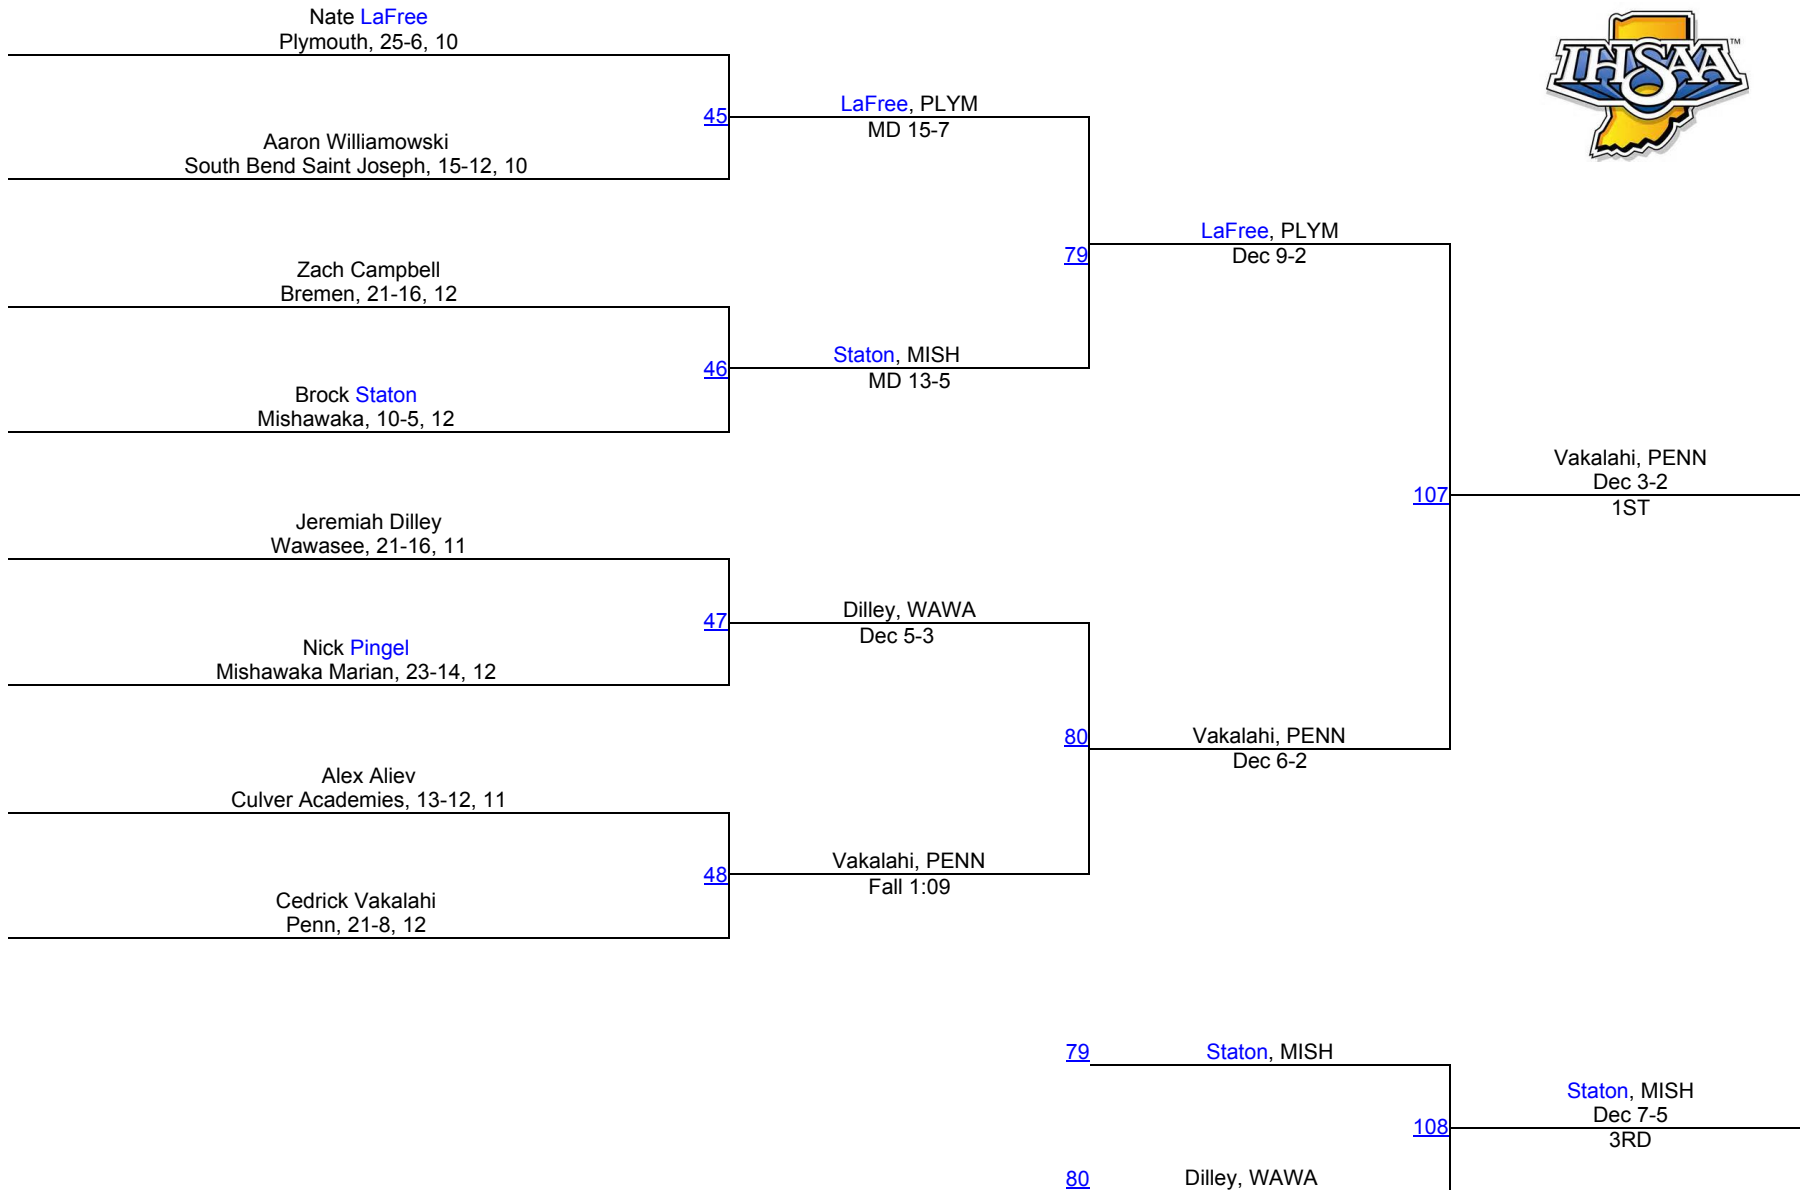 Nate LaFree
Plymouth, 25-6, 10
45
Aaron Williamowski
South Bend Saint Joseph, 15-12, 10
LaFree, PLYM
MD 15-7
IHSAA™
79
LaFree, PLYM
Dec 9-2
Zach Campbell
Bremen, 21-16, 12
46
Brock Staton
Mishawaka, 10-5, 12
Staton, MISH
MD 13-5
107
Vakalahi, PENN
Dec 3-2
1ST
Jeremiah Dilley
Wawasee, 21-16, 11
47
Nick Pingel
Mishawaka Marian, 23-14, 12
Dilley, WAWA
Dec 5-3
80
Vakalahi, PENN
Dec 6-2
Alex Aliev
Culver Academies, 13-12, 11
48
Cedrick Vakalahi
Penn, 21-8, 12
Vakalahi, PENN
Fall 1:09
79 Staton, MISH
108
Staton, MISH
Dec 7-5
3RD
80 Dilley, WAWA